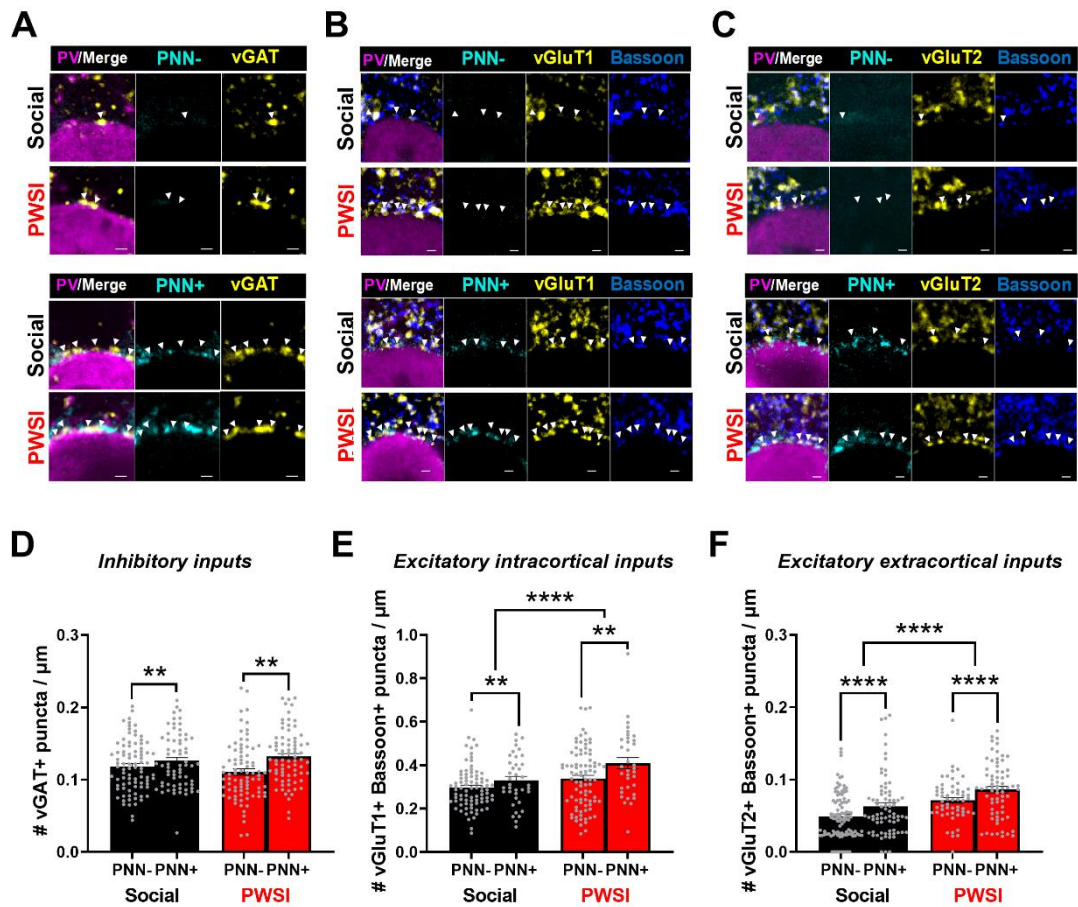 A
B
C
PV/Merge PNN- vGAT
PV/Merge PNN- vGluT1 Bassoon
PV/Merge PNN- vGluT2 Bassoon
Social
Social
Social
PWSI
PWSI
PWSI
PV/Merge PNN+ vGAT
PV/Merge PNN+ vGluT1 Bassoon
PV/Merge PNN+ vGluT2 Bassoon
Social
Social
Social
PWSI
PWSI
PWSI
D
Inhibitory inputs
# vGAT+ puncta / µm
0.3
0.2
0.1
0.0
**
**
PNN- PNN+ PNN- PNN+
Social PWSI
E
Excitatory intracortical inputs
# vGluT1+ Bassoon+ puncta / µm
1.0
0.8
0.6
0.4
0.2
0.0
****
**
**
PNN- PNN+ PNN- PNN+
Social PWSI
F
Excitatory extracortical inputs
# vGluT2+ Bassoon+ puncta / µm
0.3
0.2
0.1
0.0
****
****
****
PNN- PNN+ PNN- PNN+
Social PWSI